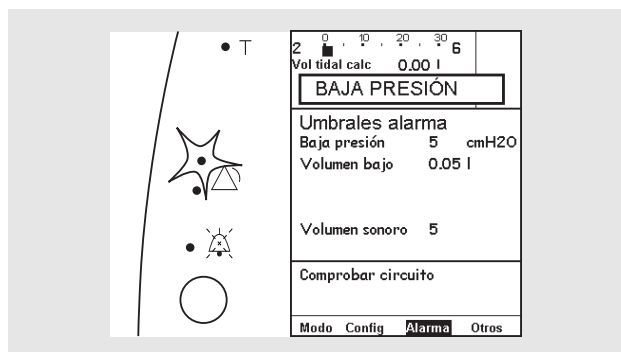 T
0 10 20 30
2 6
Vol tidal calc 0.00 l
BAJA PRESIÓN
Umbrales alarma
Baja presión 5 cmH2O
Volumen bajo 0.05 l
Volumen sonoro 5
Comprobar circuito
Modo Config Alarma Otros